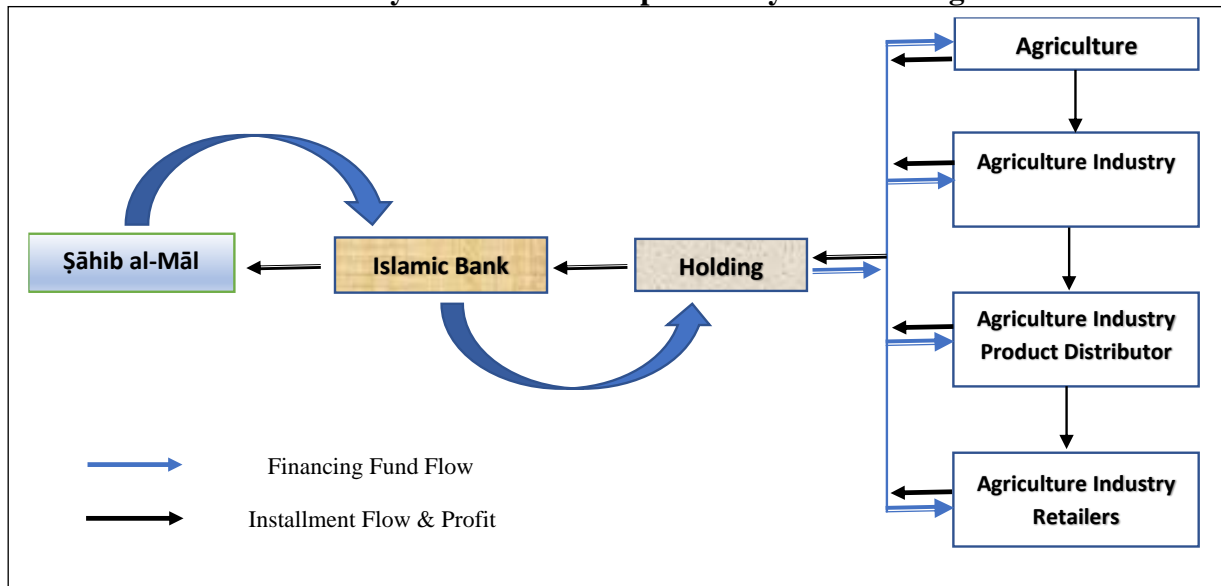 Agriculture
Agriculture Industry
Ṣāhib al-Māl
Islamic Bank
Holding
Agriculture Industry
Product Distributor
Financing Fund Flow
Agriculture Industry
Retailers
Installment Flow & Profit